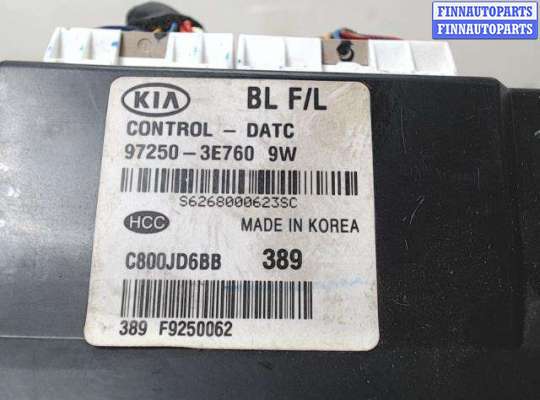 FINNAUTOPARTS
FINNAUTOPARTS
KIA BL F/L
CONTROL - DATC
97250-3E760 9W
S6268000623SC
HCC MADE IN KOREA
C800JD6BB 389
389 F9250062